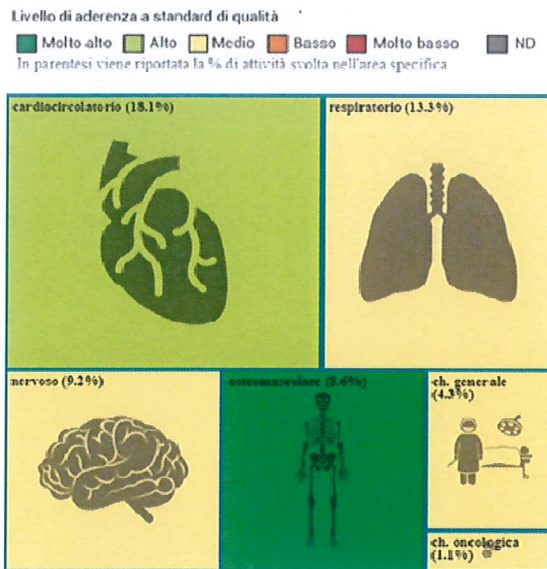 Livello di aderenza a standard di qualità
Molto alto Alto Medio Basso Molto basso ND
In parentesi viene riportata la % di attività svolta nell'area specifica
cardiocircolatorio (18.1%)
respiratorio (13.3%)
nervoso (9.2%)
osteomuscolare (8.6%)
ch. generale
(4.3%)
ch. oncologica
(1.1%)